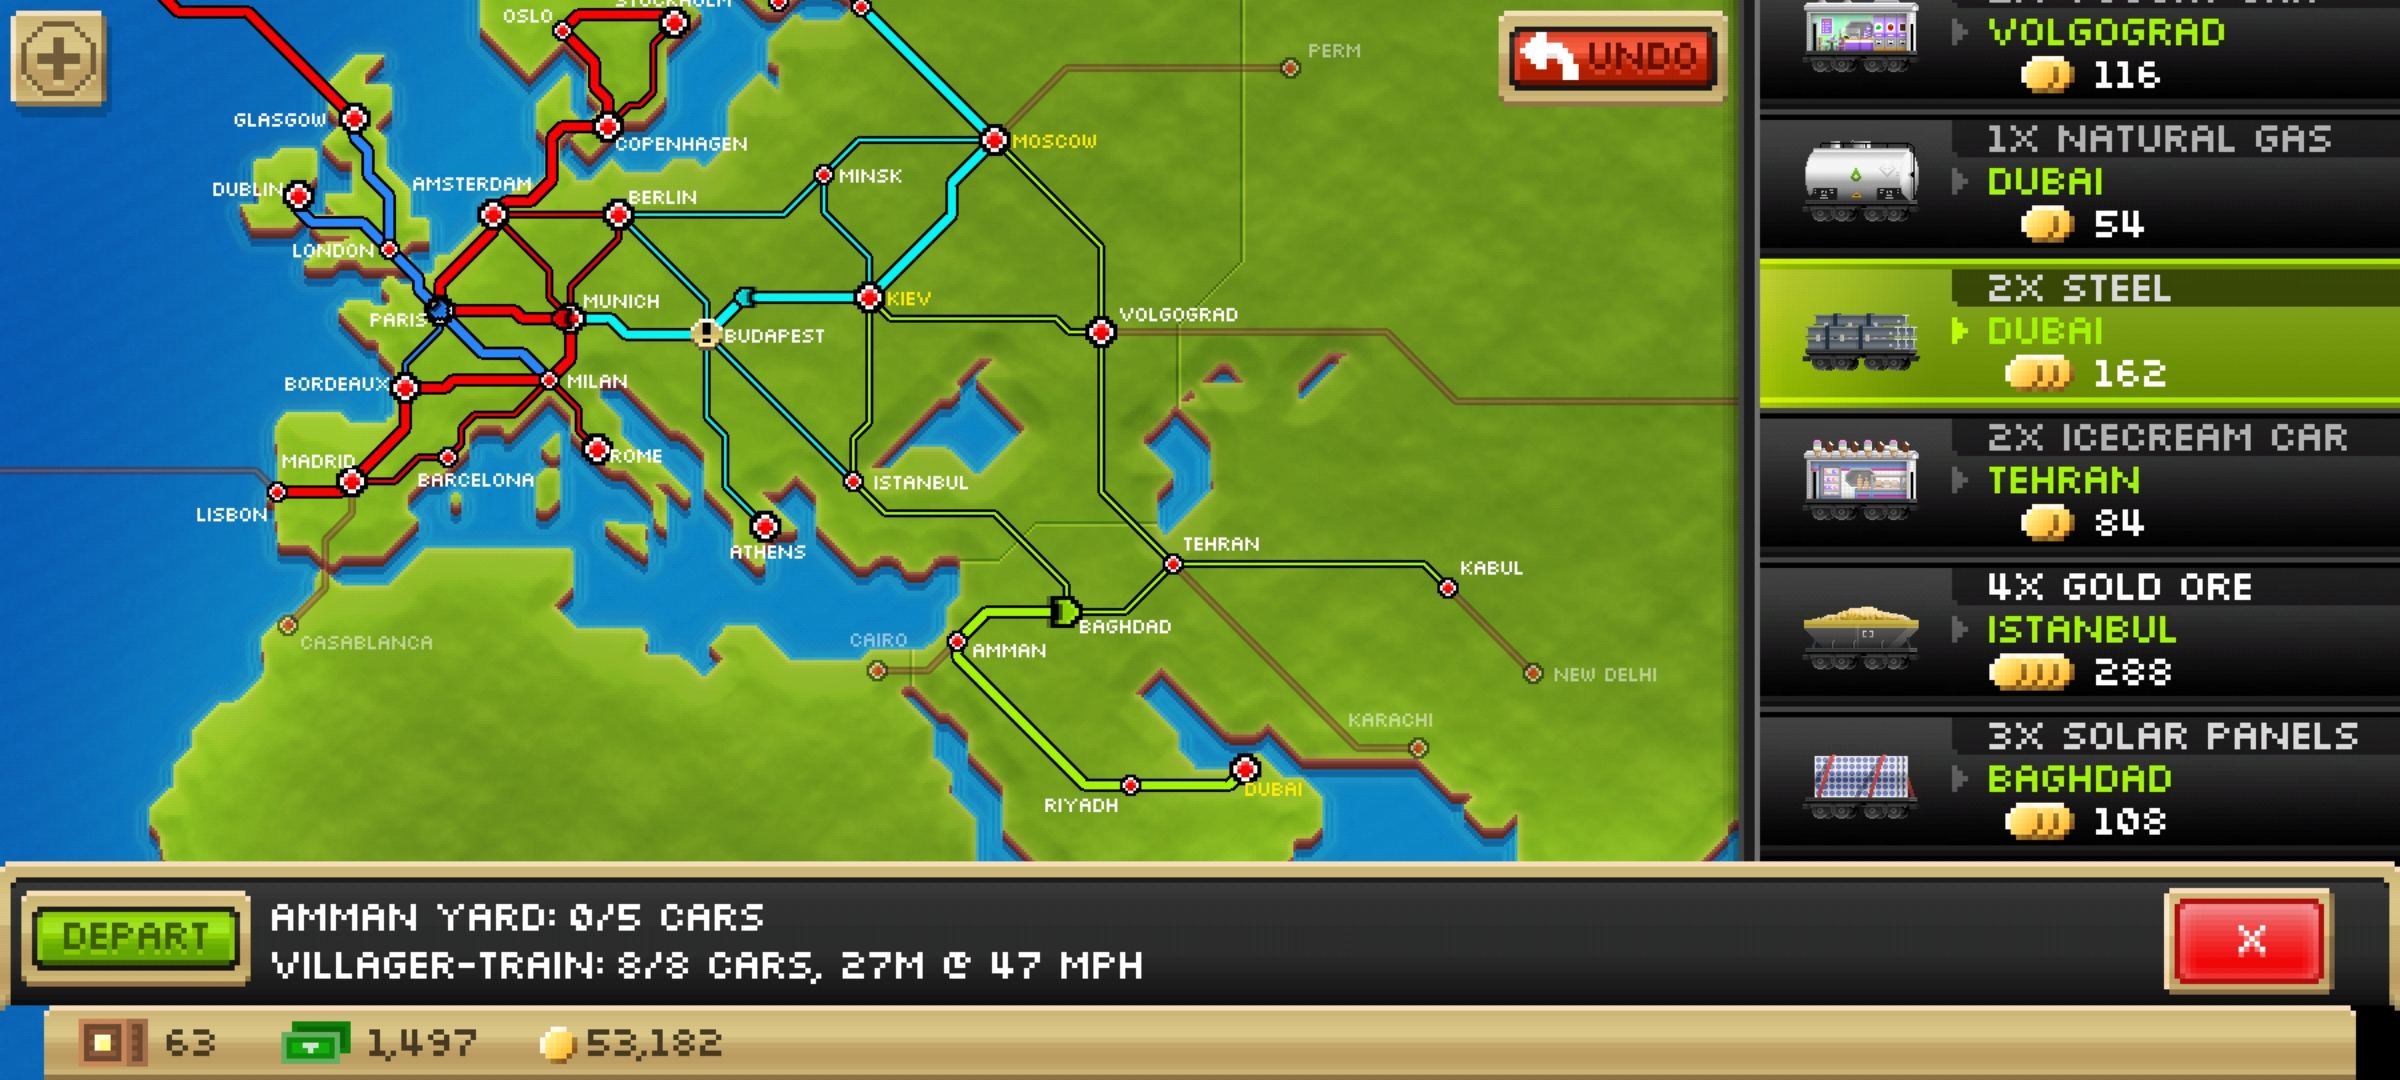 OSLO
UNDO
PERM
GLASGOW
COPENHAGEN
MOSCOW
DUBLIN
AMSTERDAM
BERLIN
MINSK
LONDON
PARIS
MUNICH
BUDAPEST
KIEV
VOLGOGRAD
BORDEAUX
MILAN
MADRID
ROME
BARCELONA
ISTANBUL
LISBON
ATHENS
TEHRAN
KABUL
CASABLANCA
CAIRO
BAGHDAD
AMMAN
NEW DELHI
KARACHI
DUBAI
RIYADH
VOLGOGRAD
116
1X NATURAL GAS
DUBAI
54
2X STEEL
DUBAI
162
2X ICECREAM CAR
TEHRAN
84
4X GOLD ORE
ISTANBUL
288
3X SOLAR PANELS
BAGHDAD
108
DEPART
AMMAN YARD: 0/5 CARS
VILLAGER-TRAIN: 8/8 CARS, 27M @ 47 MPH
X
63
1,497
53,182